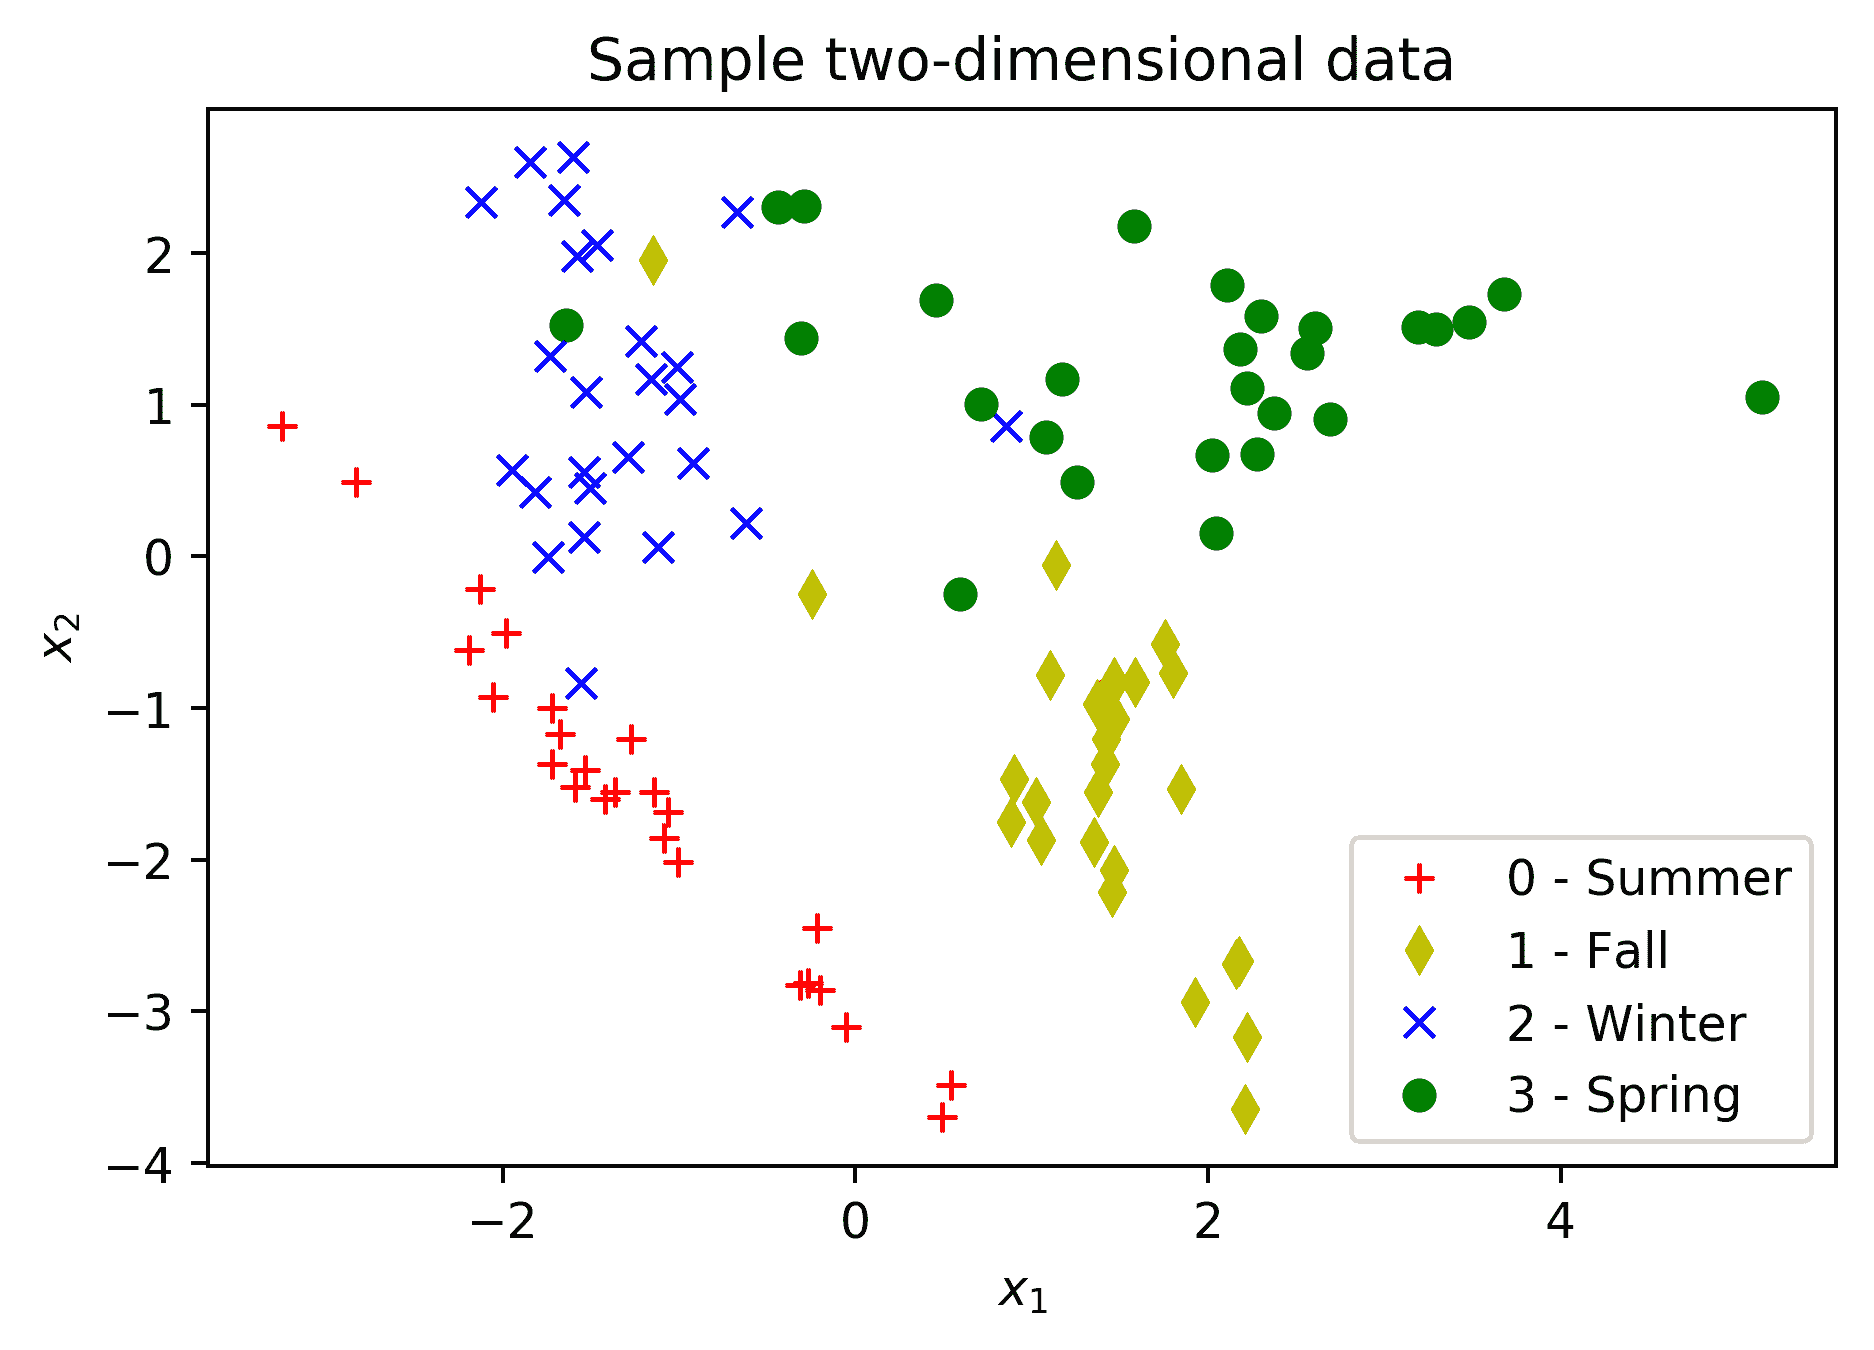 Sample two-dimensional data
2
1
0
−1
−2
−3
−4
x₂
−2 0 2 4
x₁
0 - Summer
1 - Fall
2 - Winter
3 - Spring